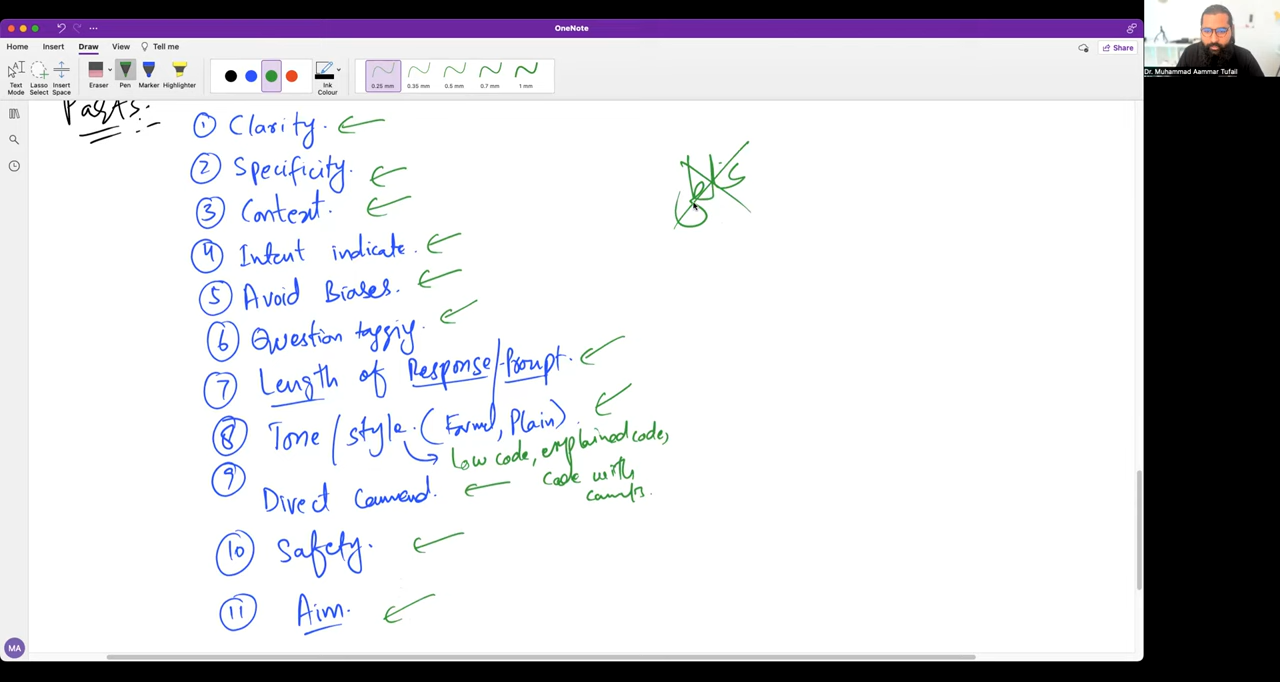 OneNote
Home Insert Draw View Tell me
Share
Text Mode
Lasso Select
Insert Space
Eraser
Pen
Marker
Highlighter
Ink Colour
0.25 mm
0.35 mm
0.5 mm
0.7 mm
1 mm
Dr. Muhammad Aammar Tufail
Parts:
① Clarity.
② Specificity.
③ Context.
④ Intent indicate.
⑤ Avoid Biases.
⑥ Question
⑦ Length of Response/Prompt.
⑧ Tone / style. (Formal, Plain)
low code, explained code,
code with
⑨ Direct Command.
⑩ Safety.
⑪ Aim.
MA